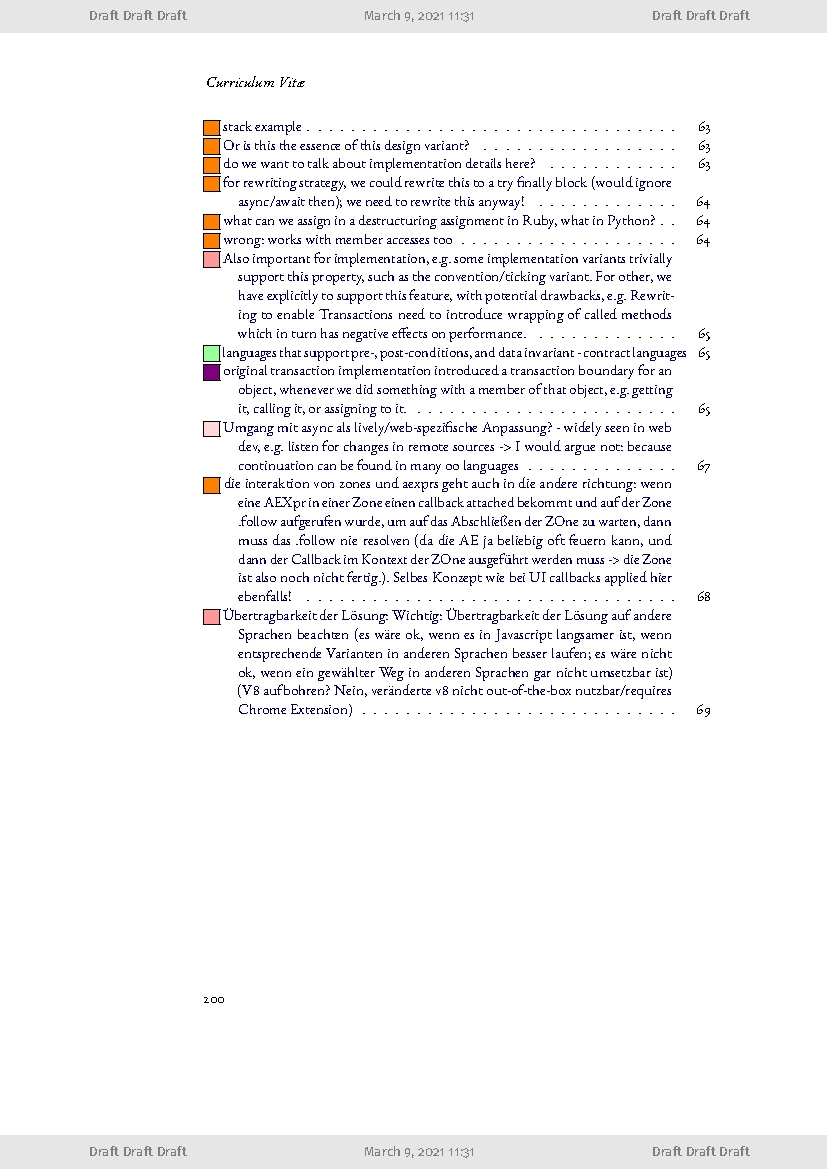 Draft Draft Draft March 9, 2021 11:31 Draft Draft Draft
Curriculum Vitæ
stack example . . . . . . . . . . . . . . . . . . . . . . . . . . . . . . . . . . 63
Or is this the essence of this design variant? . . . . . . . . . . . . . . . . . . 63
do we want to talk about implementation details here? . . . . . . . . . . . . 63
for rewriting strategy, we could rewrite this to a try finally block (would ignore
async/await then); we need to rewrite this anyway! . . . . . . . . . . . . . 64
what can we assign in a destructuring assignment in Ruby, what in Python? . . 64
wrong: works with member accesses too . . . . . . . . . . . . . . . . . . . . 64
Also important for implementation, e.g. some implementation variants trivially
support this property, such as the convention/ticking variant. For other, we
have explicitly to support this feature, with potential drawbacks, e.g. Rewrit-
ing to enable Transactions need to introduce wrapping of called methods
which in turn has negative effects on performance. . . . . . . . . . . . . . 65
languages that support pre-, post-conditions, and data invariant - contract languages 65
original transaction implementation introduced a transaction boundary for an
object, whenever we did something with a member of that object, e.g. getting
it, calling it, or assigning to it. . . . . . . . . . . . . . . . . . . . . . . . . 65
Umgang mit async als lively/web-spezifische Anpassung? - widely seen in web
dev, e.g. listen for changes in remote sources -> I would argue not: because
continuation can be found in many oo languages . . . . . . . . . . . . . . 67
die interaktion von zones und aexprs geht auch in die andere richtung: wenn
eine AEXpr in einer Zone einen callback attached bekommt und auf der Zone
.follow aufgerufen wurde, um auf das Abschließen der ZOne zu warten, dann
muss das .follow nie resolven (da die AE ja beliebig oft feuern kann, und
dann der Callback im Kontext der ZOne ausgeführt werden muss -> die Zone
ist also noch nicht fertig.). Selbes Konzept wie bei UI callbacks applied hier
ebenfalls! . . . . . . . . . . . . . . . . . . . . . . . . . . . . . . . . . . . 68
Übertragbarkeit der Lösung: Wichtig: Übertragbarkeit der Lösung auf andere
Sprachen beachten (es wäre ok, wenn es in Javascript langsamer ist, wenn
entsprechende Varianten in anderen Sprachen besser laufen; es wäre nicht
ok, wenn ein gewählter Weg in anderen Sprachen gar nicht umsetzbar ist)
(V8 aufbohren? Nein, veränderte v8 nicht out-of-the-box nutzbar/requires
Chrome Extension) . . . . . . . . . . . . . . . . . . . . . . . . . . . . . 69
200
Draft Draft Draft March 9, 2021 11:31 Draft Draft Draft